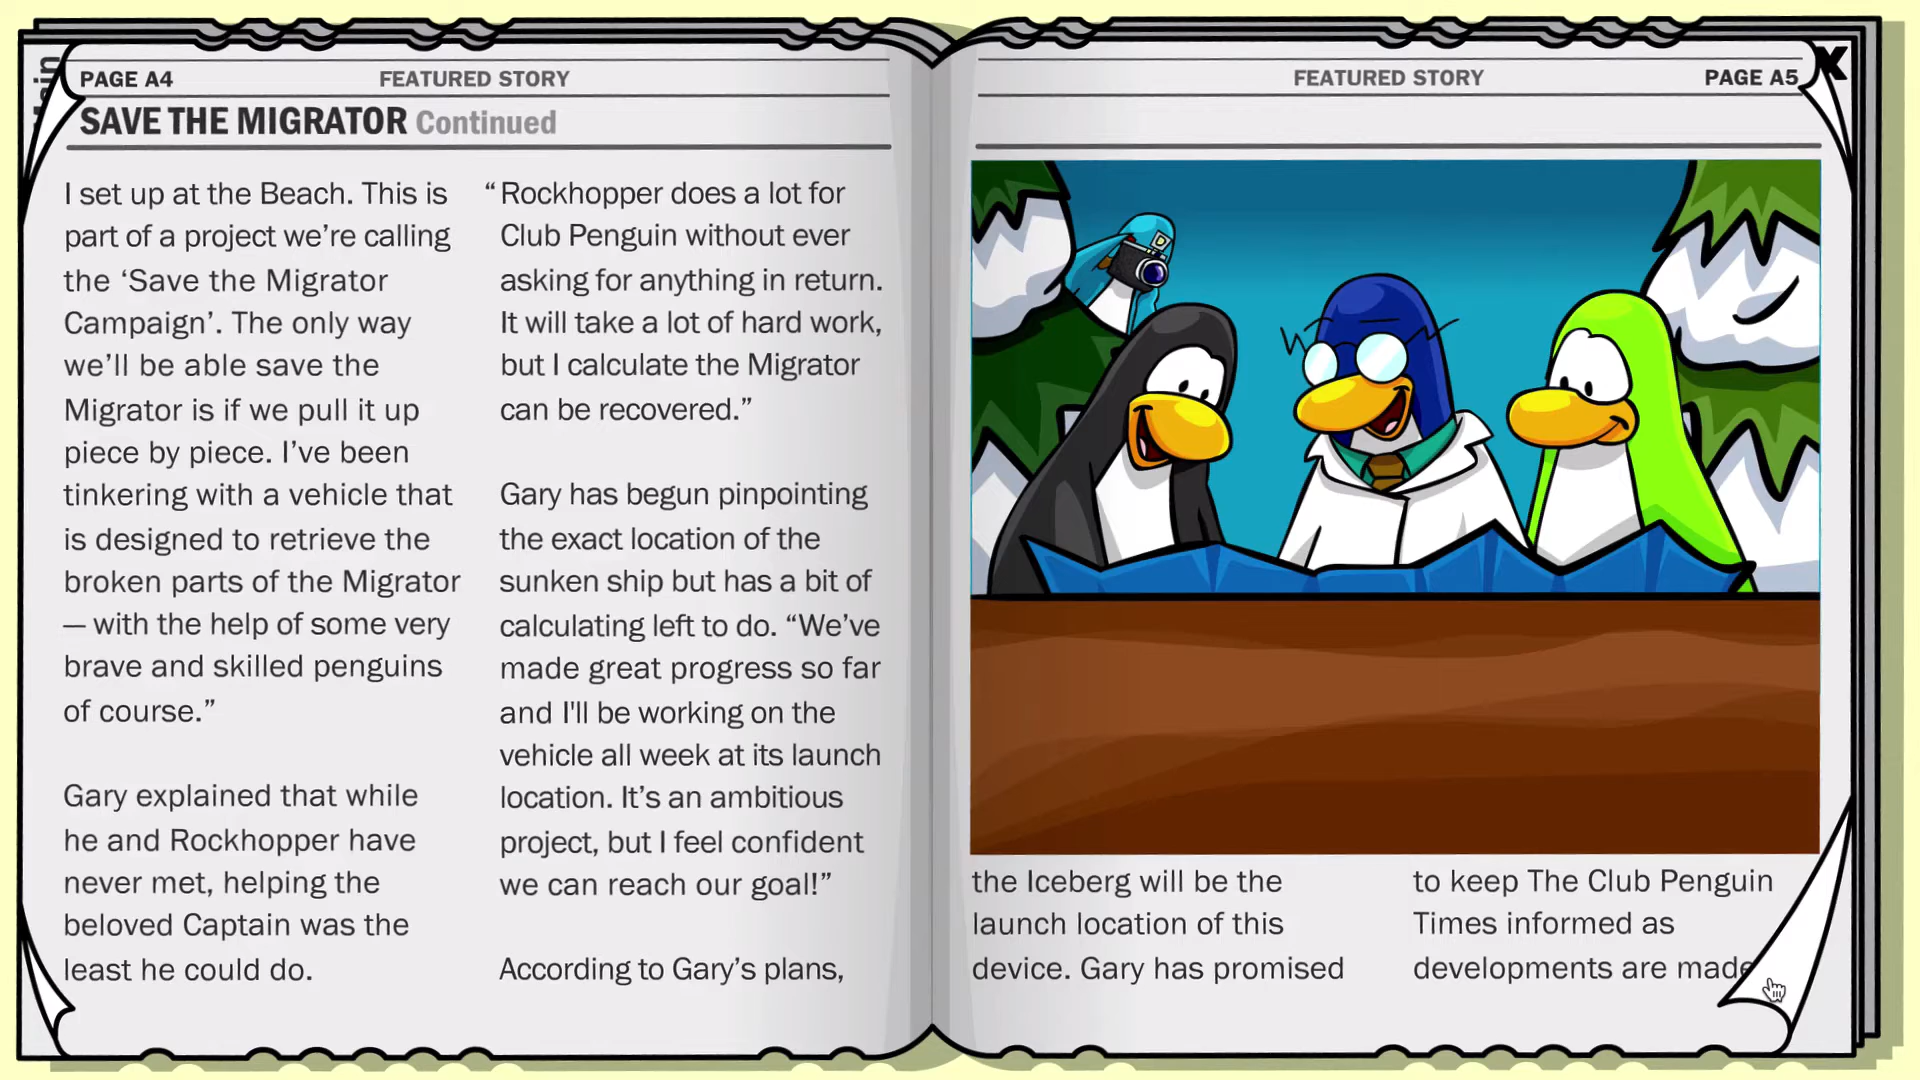 Main
PAGE A4
FEATURED STORY
SAVE THE MIGRATOR Continued
I set up at the Beach. This is
part of a project we’re calling
the ‘Save the Migrator
Campaign’. The only way
we’ll be able save the
Migrator is if we pull it up
piece by piece. I’ve been
tinkering with a vehicle that
is designed to retrieve the
broken parts of the Migrator
— with the help of some very
brave and skilled penguins
of course.”
Gary explained that while
he and Rockhopper have
never met, helping the
beloved Captain was the
least he could do.
“Rockhopper does a lot for
Club Penguin without ever
asking for anything in return.
It will take a lot of hard work,
but I calculate the Migrator
can be recovered.”
Gary has begun pinpointing
the exact location of the
sunken ship but has a bit of
calculating left to do. “We’ve
made great progress so far
and I'll be working on the
vehicle all week at its launch
location. It’s an ambitious
project, but I feel confident
we can reach our goal!”
According to Gary’s plans,
FEATURED STORY
PAGE A5
X
the Iceberg will be the
launch location of this
device. Gary has promised
to keep The Club Penguin
Times informed as
developments are made